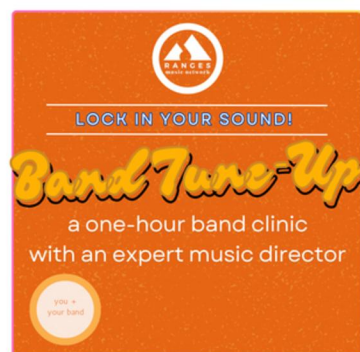 RANGES
music network
LOCK IN YOUR SOUND!
Band Tune-Up
a one-hour band clinic
with an expert music director
you +
your band